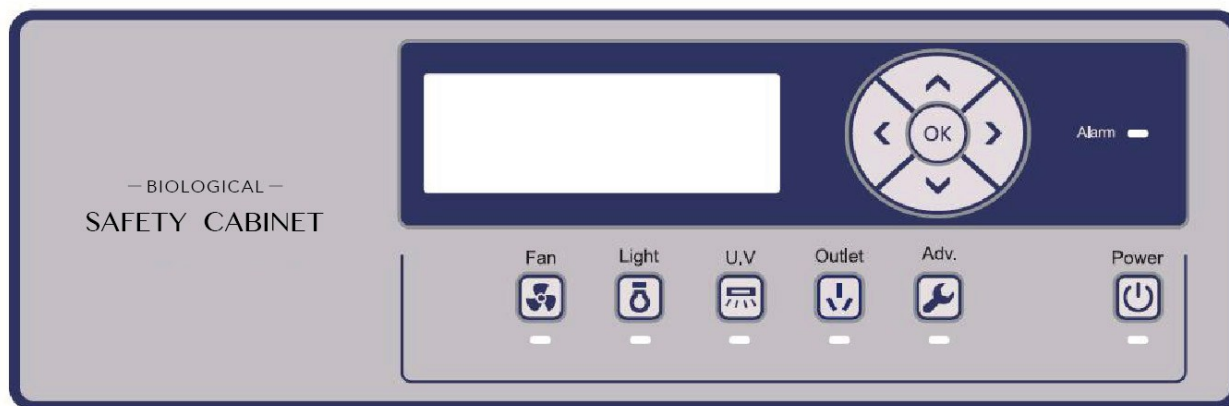 — BIOLOGICAL —
SAFETY CABINET
OK
Alarm
Fan
Light
U.V
Outlet
Adv.
Power